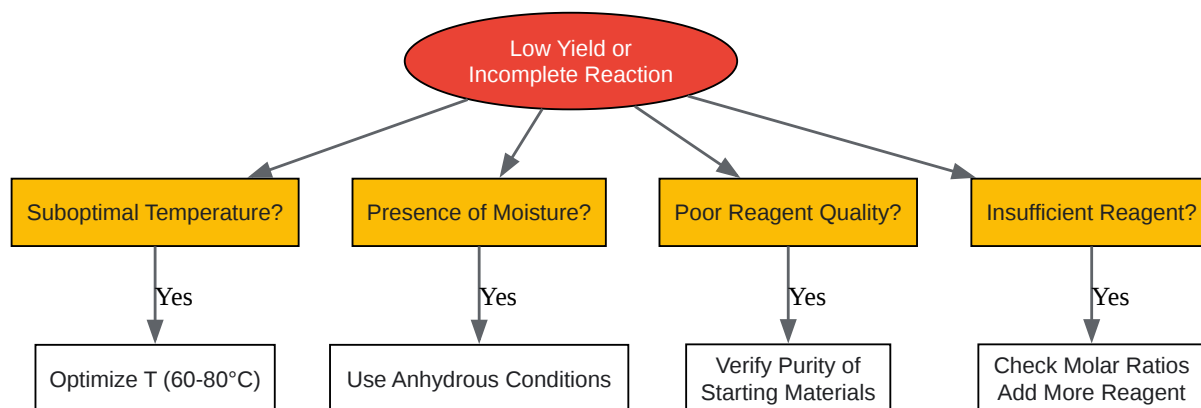 Low Yield or
Incomplete Reaction
Suboptimal Temperature?
Presence of Moisture?
Poor Reagent Quality?
Insufficient Reagent?
Yes
Yes
Yes
Yes
Optimize T (60-80°C)
Use Anhydrous Conditions
Verify Purity of
Starting Materials
Check Molar Ratios
Add More Reagent